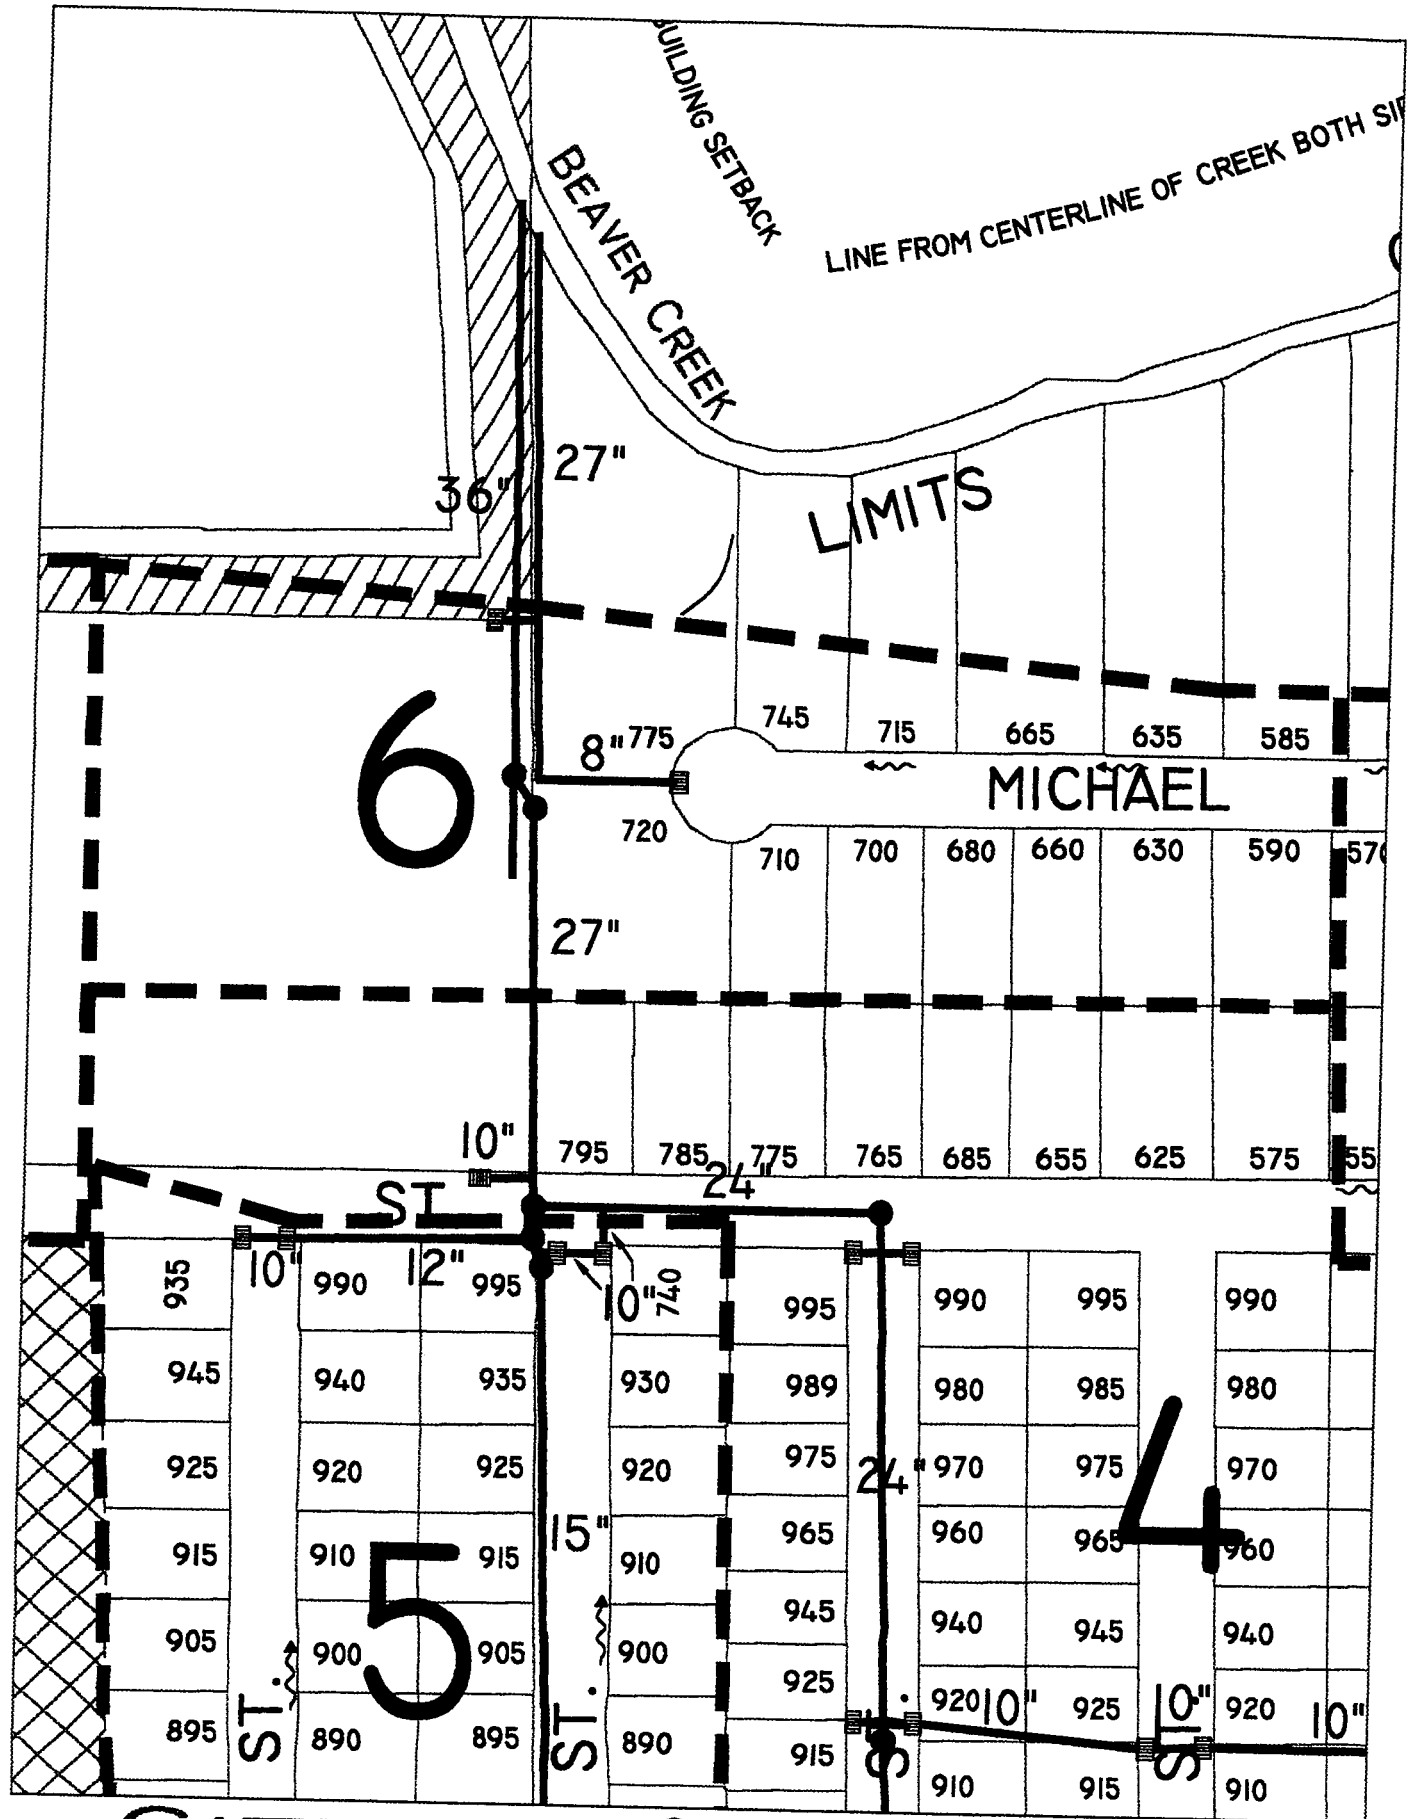 BUILDING SETBACK
LINE FROM CENTERLINE OF CREEK BOTH
BEAVER CREEK
36" 27"
LIMITS
6
8" 775 745 715 665 635 585
MICHAEL
720 710 700 680 660 630 590
27"
10" 795 785 775 765 685 655 625 575
24"
ST
10" 12" 10"
935 990 995 740 995 990 995 990
945 940 935 930 989 980 985 980
925 920 925 920 975 24" 970 975 970
4
915 910 915 15" 910 965 960 965 960
5
905 900 905 900 945 940 945 940
925 920 10" 925 10" 920 10"
ST. ST. ST. ST.
895 890 895 890 915 910 915 910